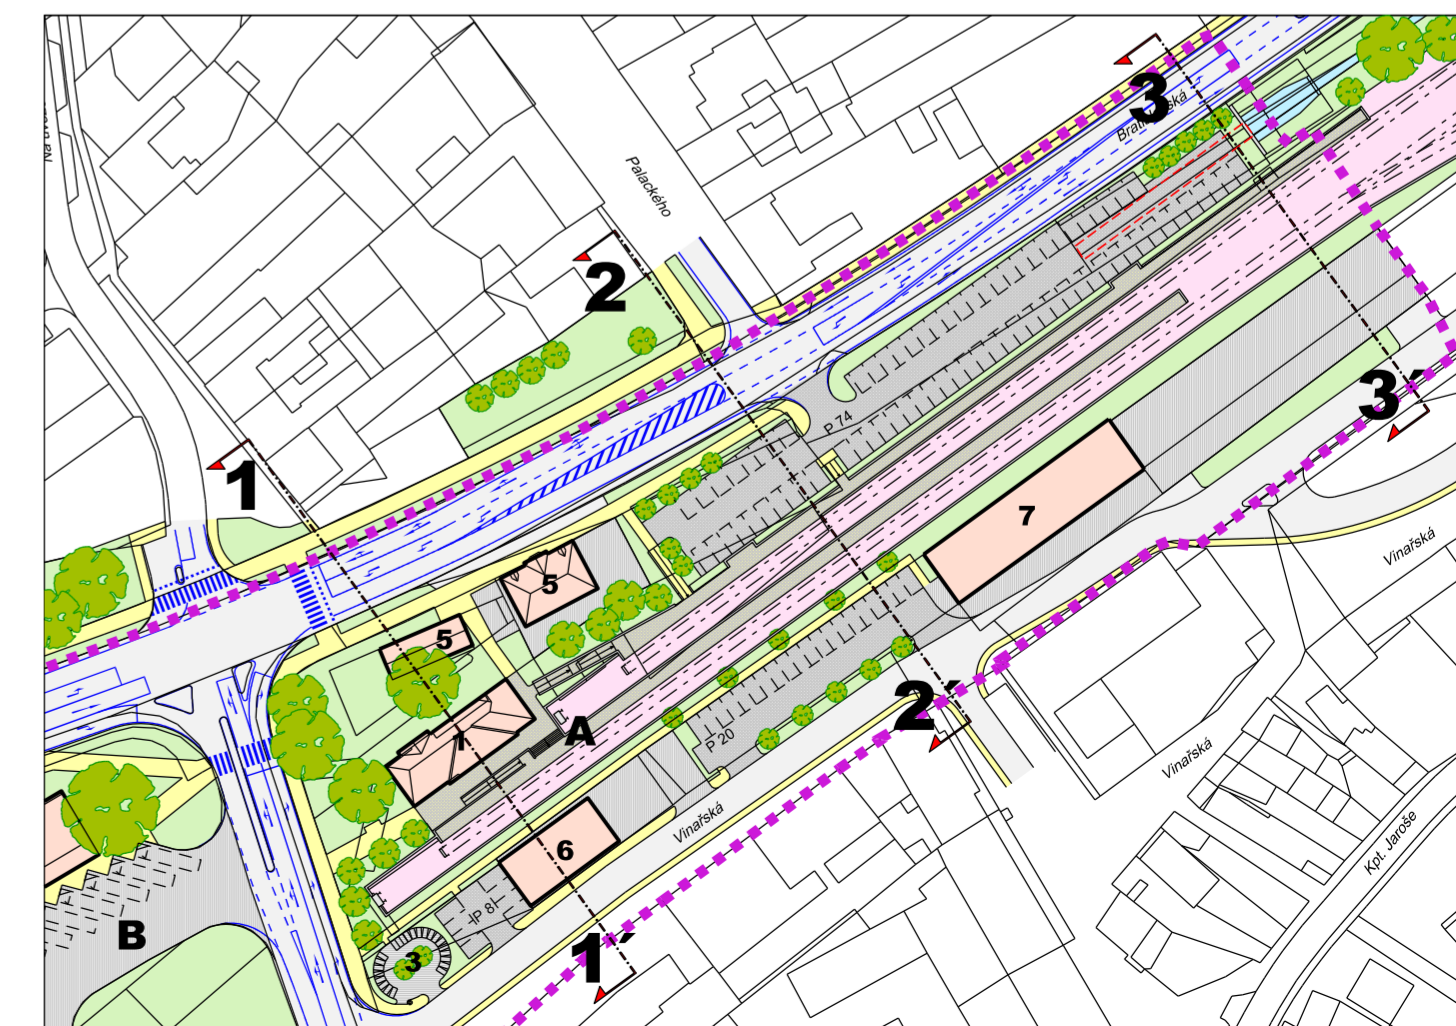 3
Bratislavská
Palackého
2
3´
P 74
1
7
Vinařská
5
5
1
A
2´
P 20
Vinařská
Vinařská
6
Kpt. Jaroše
P 8
B
3
1´